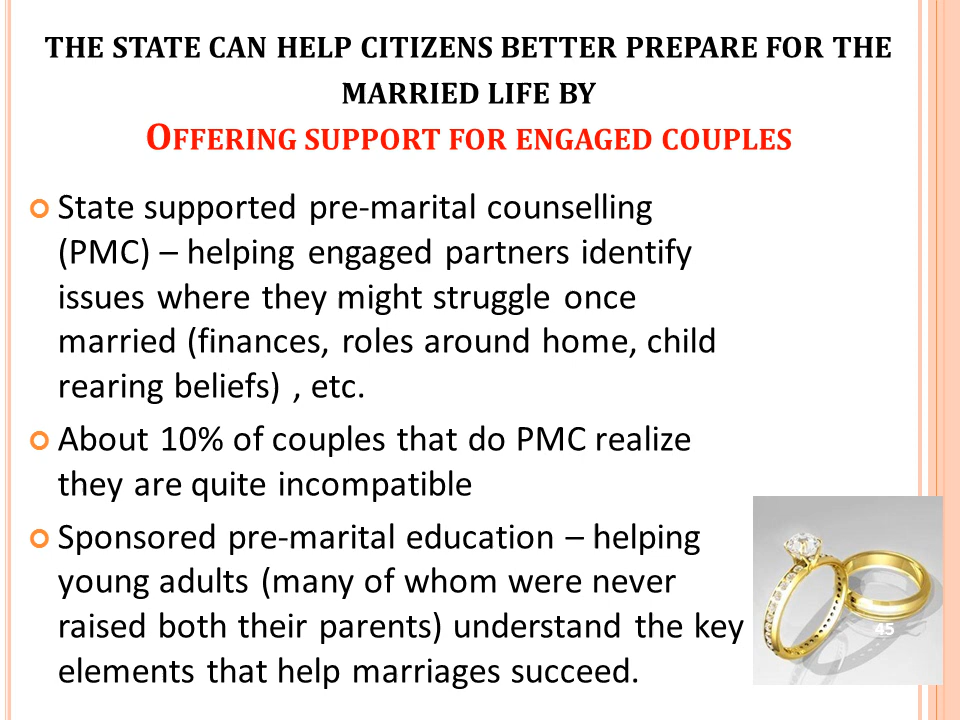 THE STATE CAN HELP CITIZENS BETTER PREPARE FOR THE
MARRIED LIFE BY
OFFERING SUPPORT FOR ENGAGED COUPLES
State supported pre-marital counselling
(PMC) – helping engaged partners identify
issues where they might struggle once
married (finances, roles around home, child
rearing beliefs) , etc.
About 10% of couples that do PMC realize
they are quite incompatible
Sponsored pre-marital education – helping
young adults (many of whom were never
raised both their parents) understand the key
elements that help marriages succeed.
45